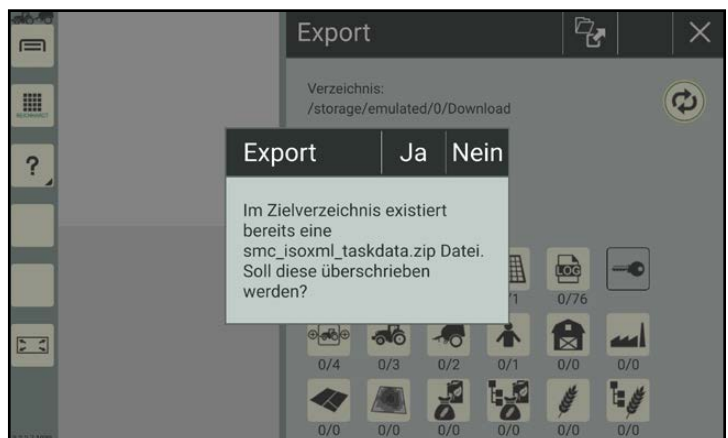 Export
Verzeichnis:
/storage/emulated/0/Download
REICHHARDT
?
Export
Ja
Nein
Im Zielverzeichnis existiert
bereits eine
smc_isoxml_taskdata.zip Datei.
Soll diese überschrieben
werden?
LOG
0/76
0/4
0/3
0/2
0/1
0/0
0/0
0/0
0/0
0/0
0/0
0/0
0/0